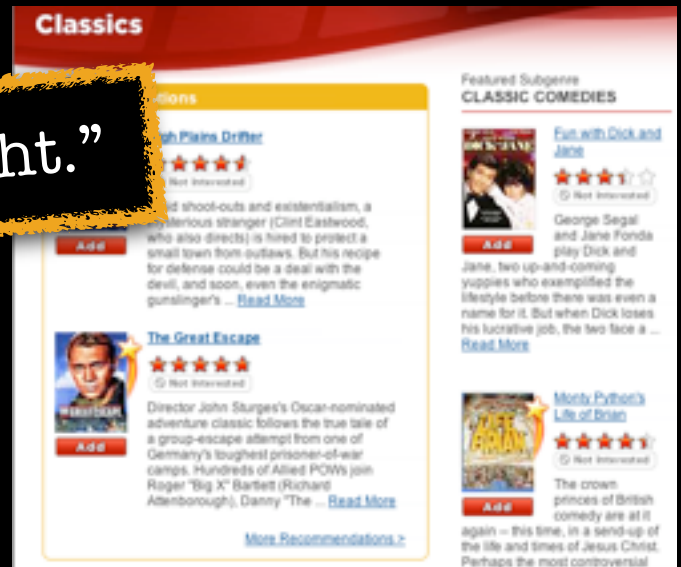 Classics
ht.”
tions
gh Plains Drifter
Not Interested
id shoot-outs and existentialism, a
mysterious stranger (Clint Eastwood,
who also directs) is hired to protect a
small town from outlaws. But his recipe
for defense could be a deal with the
devil, and soon, even the enigmatic
gunslinger's ... Read More
Add
The Great Escape
Not Interested
Director John Sturges's Oscar-nominated
adventure classic follows the true tale of
a group-escape attempt from one of
Germany's toughest prisoner-of-war
camps. Hundreds of Allied POWs join
Roger "Big X" Bartlett (Richard
Attenborough), Danny "The ... Read More
THE GREAT ESCAPE
Add
More Recommendations >
Featured Subgenre
CLASSIC COMEDIES
DICK JANE
Add
Fun with Dick and
Jane
Not Interested
George Segal
and Jane Fonda
play Dick and
Jane, two up-and-coming
yuppies who exemplified the
lifestyle before there was even a
name for it. But when Dick loses
his lucrative job, the two face a ...
Read More
LIFE
BRIAN
Add
Monty Python's
Life of Brian
Not Interested
The crown
princes of British
comedy are at it
again -- this time, in a send-up of
the life and times of Jesus Christ.
Perhaps the most controversial